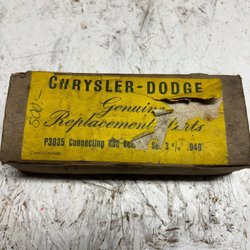 CHRYSLER-DODGE
Genuine
Replacement Parts
P3035 Connecting Rod .040
500-